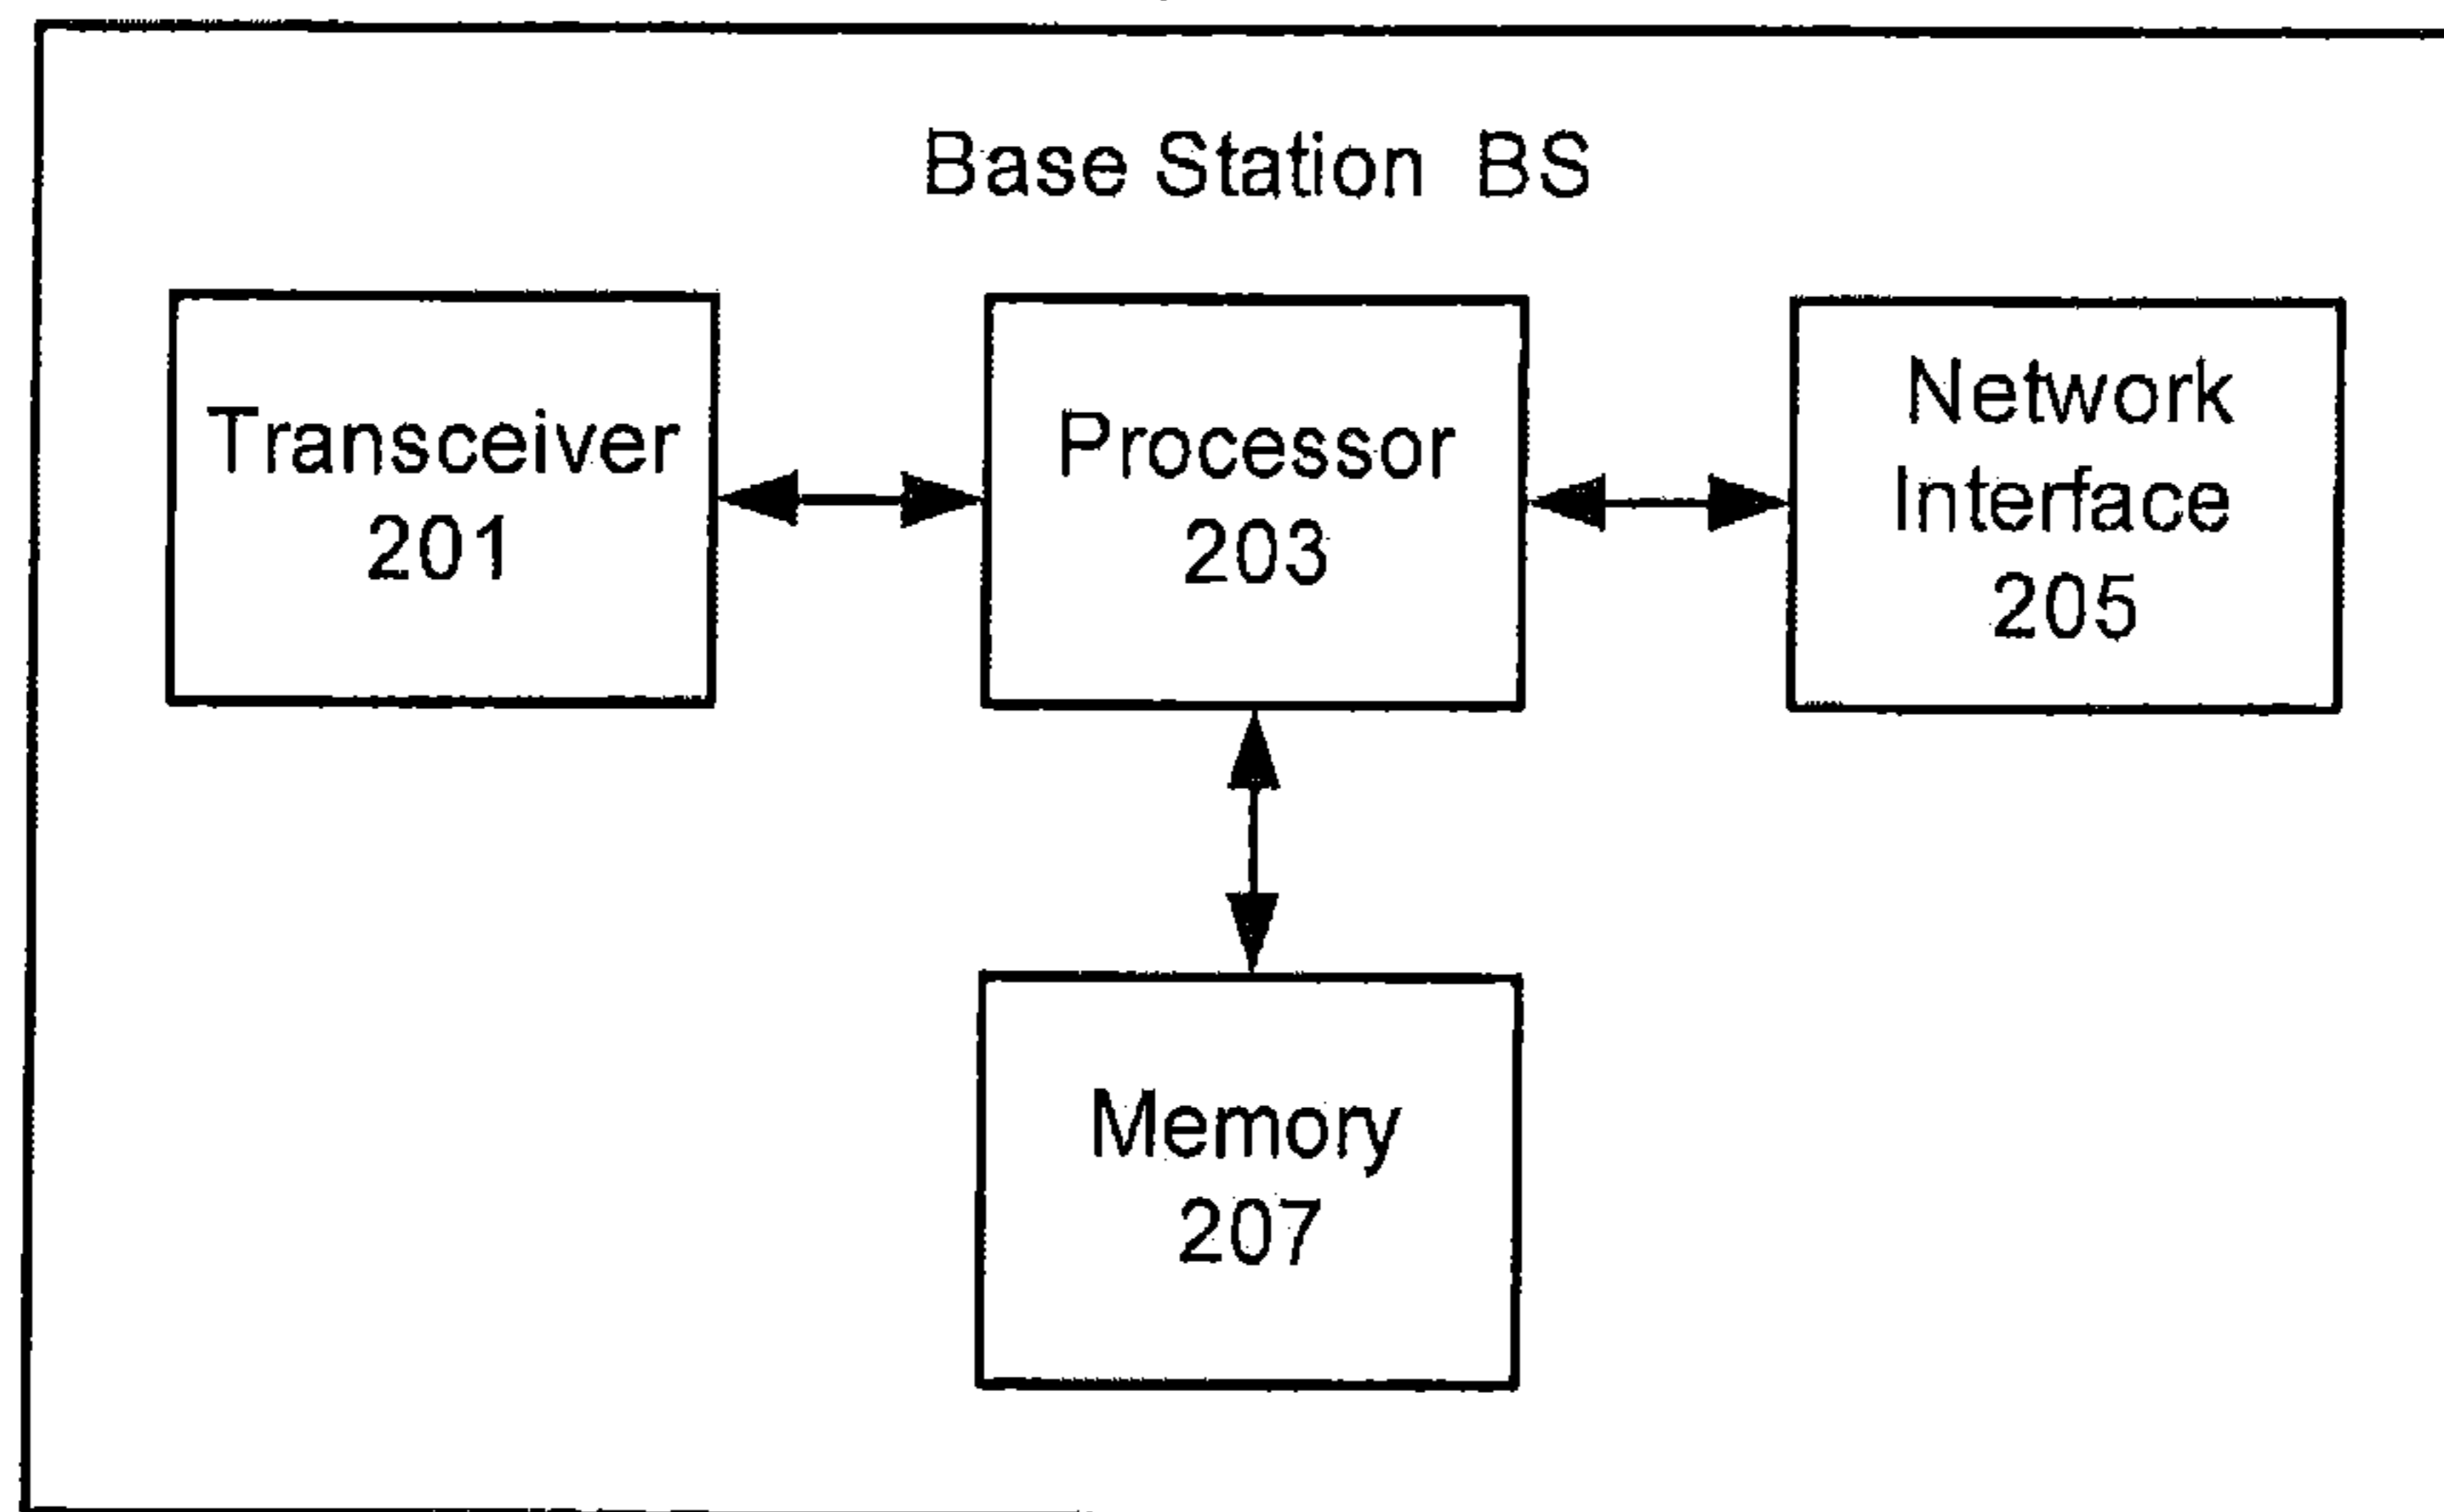 Base Station BS
Transceiver
201
Processor
203
Network
Interface
205
Memory
207